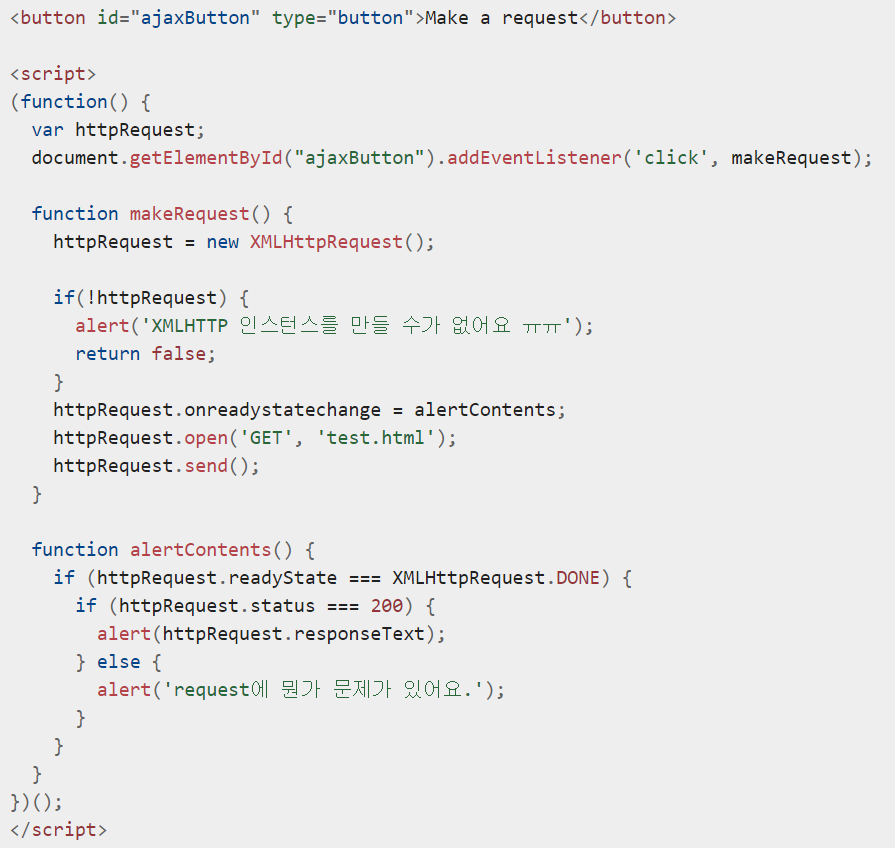 <button id="ajaxButton" type="button">Make a request</button>

<script>
(function() {
  var httpRequest;
  document.getElementById("ajaxButton").addEventListener('click', makeRequest);

  function makeRequest() {
    httpRequest = new XMLHttpRequest();

    if(!httpRequest) {
      alert('XMLHTTP 인스턴스를 만들 수가 없어요 ㅠㅠ');
      return false;
    }
    httpRequest.onreadystatechange = alertContents;
    httpRequest.open('GET', 'test.html');
    httpRequest.send();
  }

  function alertContents() {
    if (httpRequest.readyState === XMLHttpRequest.DONE) {
      if (httpRequest.status === 200) {
        alert(httpRequest.responseText);
      } else {
        alert('request에 뭔가 문제가 있어요.');
      }
    }
  }
})();
</script>